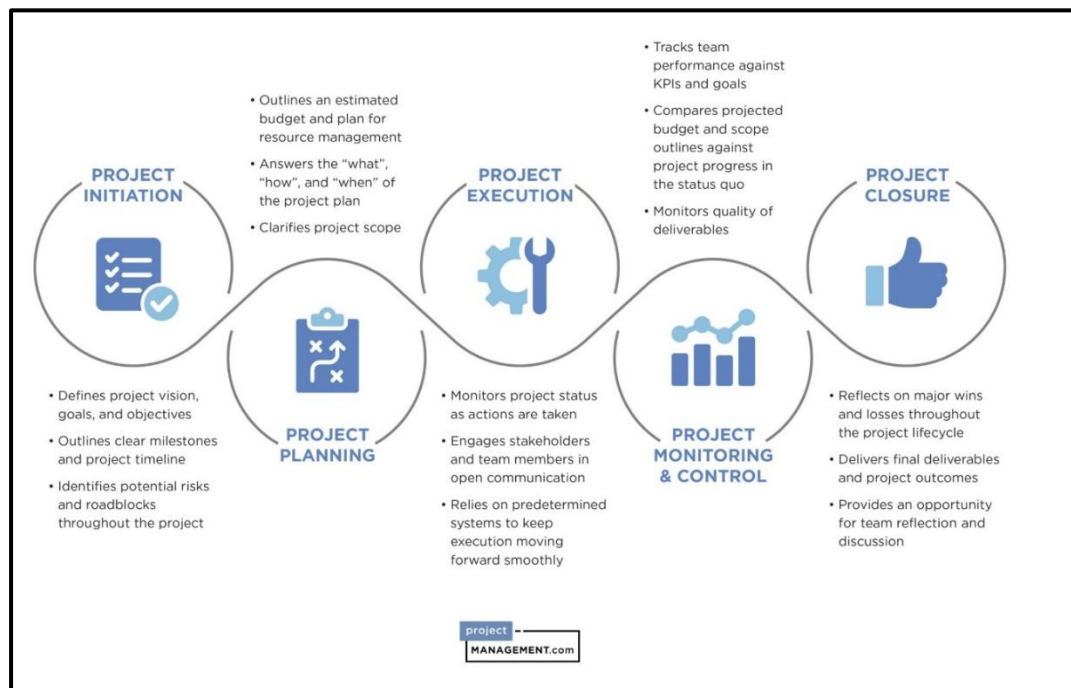 PROJECT
INITIATION
• Defines project vision,
goals, and objectives
• Outlines clear milestones
and project timeline
• Identifies potential risks
and roadblocks
throughout the project
• Outlines an estimated
budget and plan for
resource management
• Answers the “what”,
“how”, and “when” of
the project plan
• Clarifies project scope
PROJECT
PLANNING
PROJECT
EXECUTION
• Monitors project status
as actions are taken
• Engages stakeholders
and team members in
open communication
• Relies on predetermined
systems to keep
execution moving
forward smoothly
• Tracks team
performance against
KPIs and goals
• Compares projected
budget and scope
outlines against
project progress in
the status quo
• Monitors quality of
deliverables
PROJECT
MONITORING
& CONTROL
PROJECT
CLOSURE
• Reflects on major wins
and losses throughout
the project lifecycle
• Delivers final deliverables
and project outcomes
• Provides an opportunity
for team reflection and
discussion
project
MANAGEMENT.com